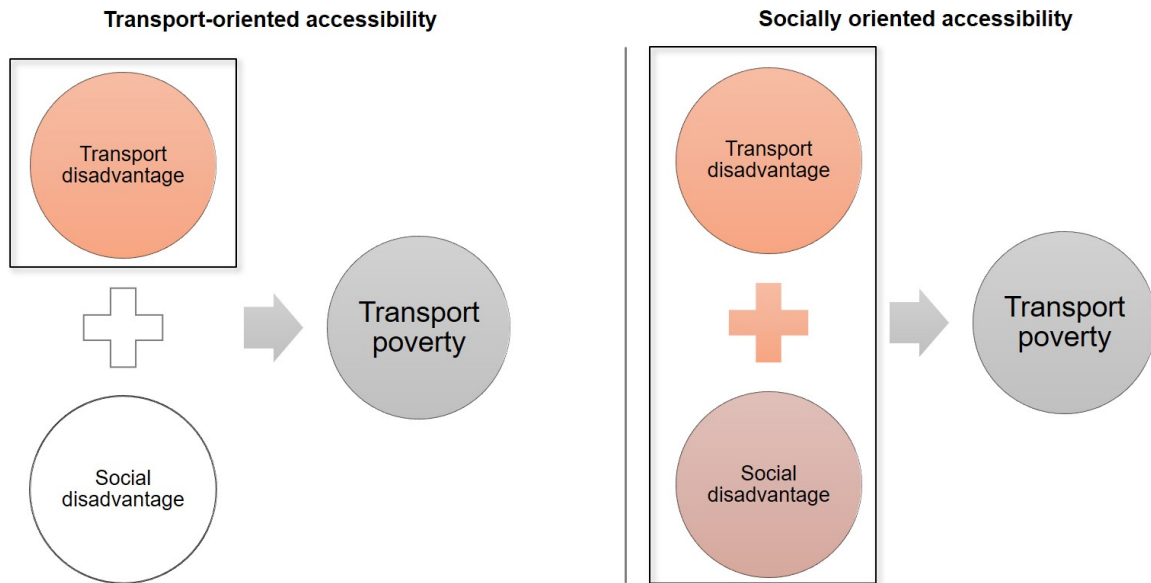 Transport-oriented accessibility
Transport
disadvantage
Social
disadvantage
Transport
poverty
Socially oriented accessibility
Transport
disadvantage
Social
disadvantage
Transport
poverty